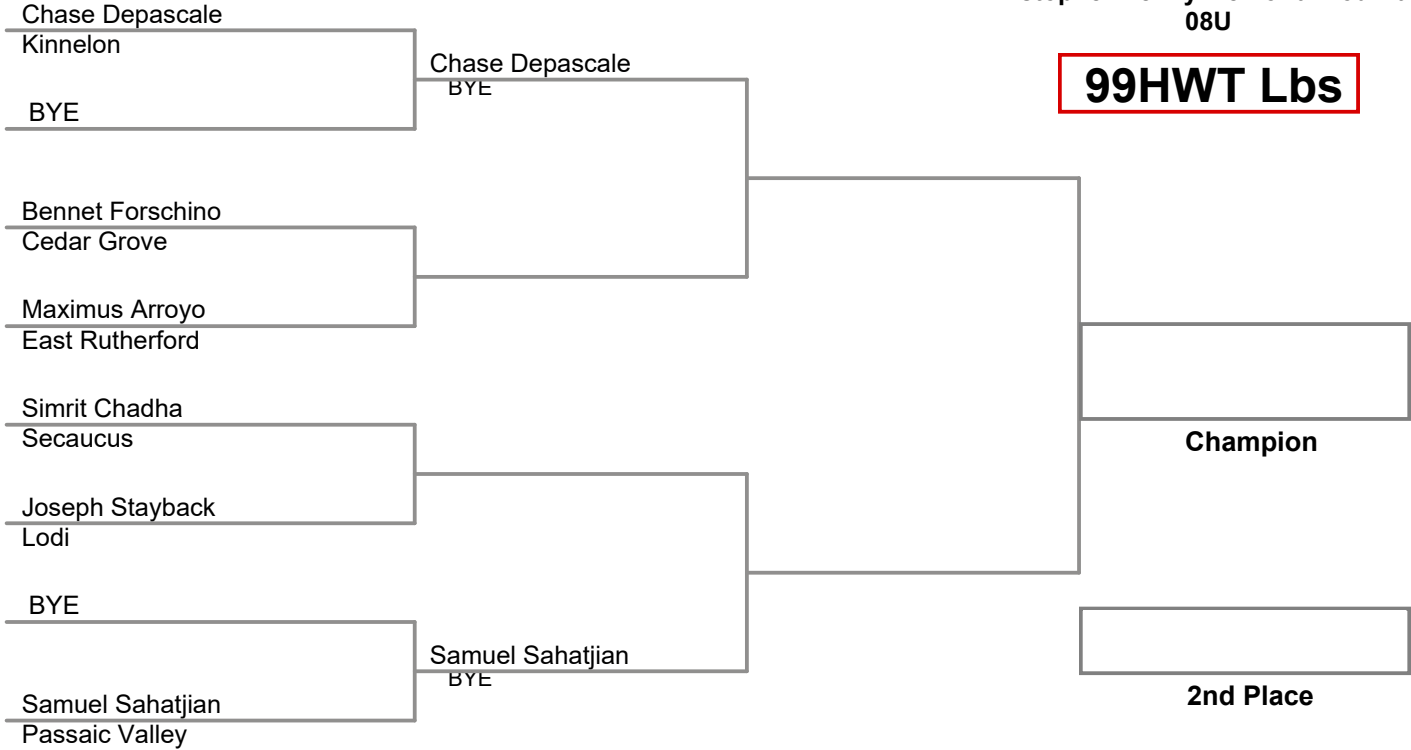 08U
99HWT Lbs
Chase Depascale
Kinnelon
BYE
Bennet Forschino
Cedar Grove
Maximus Arroyo
East Rutherford
Simrit Chadha
Secaucus
Joseph Stayback
Lodi
BYE
Samuel Sahatjian
Passaic Valley
Chase Depascale
BYE
Samuel Sahatjian
BYE
Champion
2nd Place